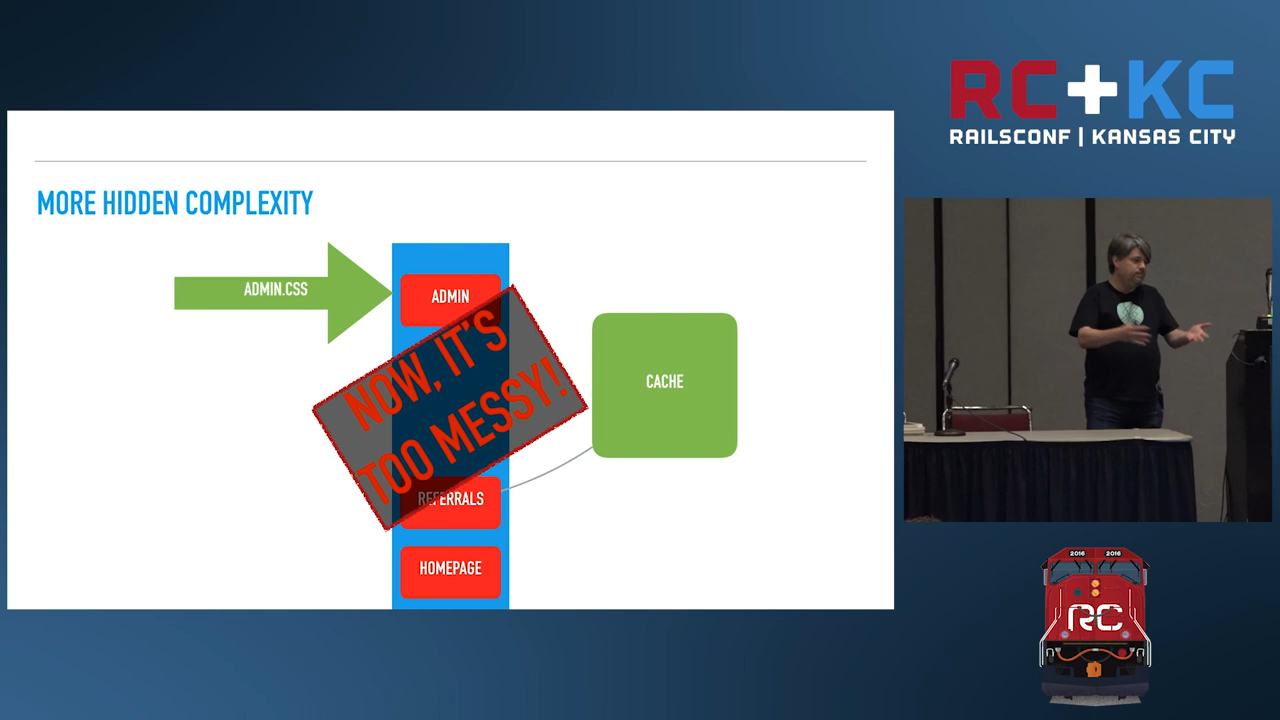 RC+KC
RAILSCONF | KANSAS CITY
MORE HIDDEN COMPLEXITY
ADMIN.CSS
ADMIN
NOW, IT'S
TOO MESSY!
CACHE
REFERRALS
HOMEPAGE
2016 2016
RC